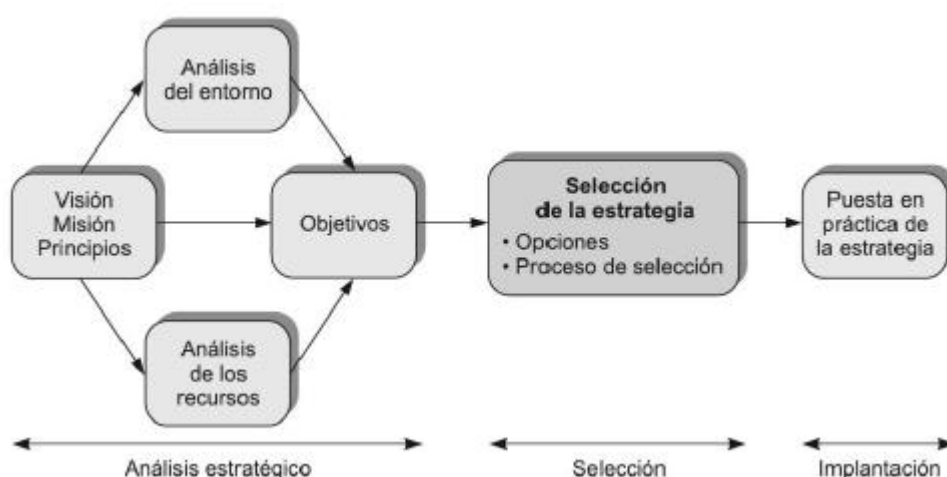 Análisis
del entorno
Visión
Misión
Principios
Objetivos
Selección
de la estrategia
• Opciones
• Proceso de selección
Puesta en
práctica de
la estrategia
Análisis
de los
recursos
Análisis estratégico
Selección
Implantación